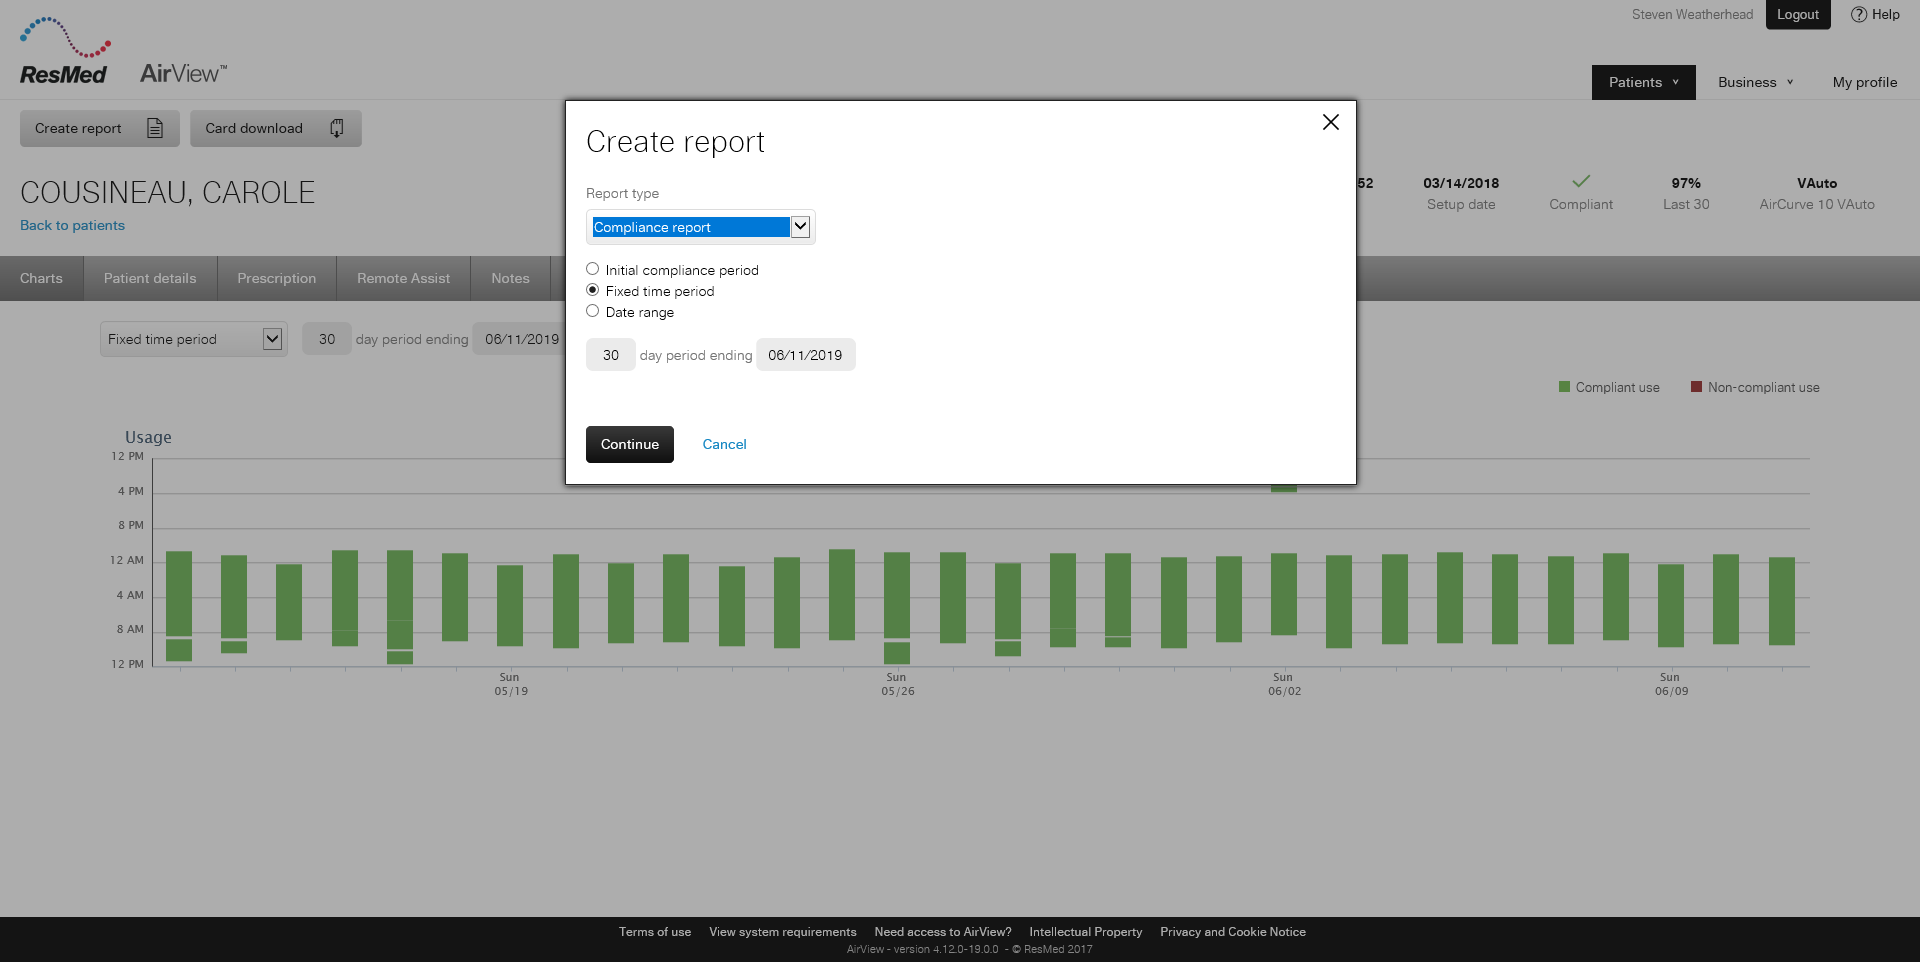 Steven Weatherhead Logout ? Help
ResMed AirView™
Patients Business My profile
Create report Card download
COUSINEAU, CAROLE
Back to patients
52 03/14/2018 97% VAuto
Setup date Compliant Last 30 AirCurve 10 VAuto
Charts Patient details Prescription Remote Assist Notes
Fixed time period 30 day period ending 06/11/2019
Create report
Report type
Compliance report
Initial compliance period
Fixed time period
Date range
30 day period ending 06/11/2019
Continue Cancel
Compliant use Non-compliant use
Usage
12 PM
4 PM
8 PM
12 AM
4 AM
8 AM
12 PM
Sun Sun Sun Sun
05/19 05/26 06/02 06/09
Terms of use View system requirements Need access to AirView? Intellectual Property Privacy and Cookie Notice
AirView - version 4.12.0-19.0.0 - © ResMed 2017